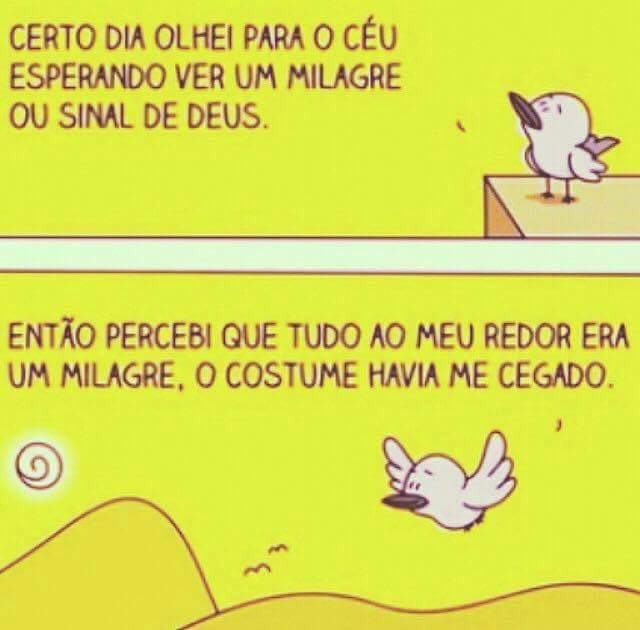 CERTO DIA OLHEI PARA O CÉU
ESPERANDO VER UM MILAGRE
OU SINAL DE DEUS.
ENTÃO PERCEBI QUE TUDO AO MEU REDOR ERA
UM MILAGRE, O COSTUME HAVIA ME CEGADO.